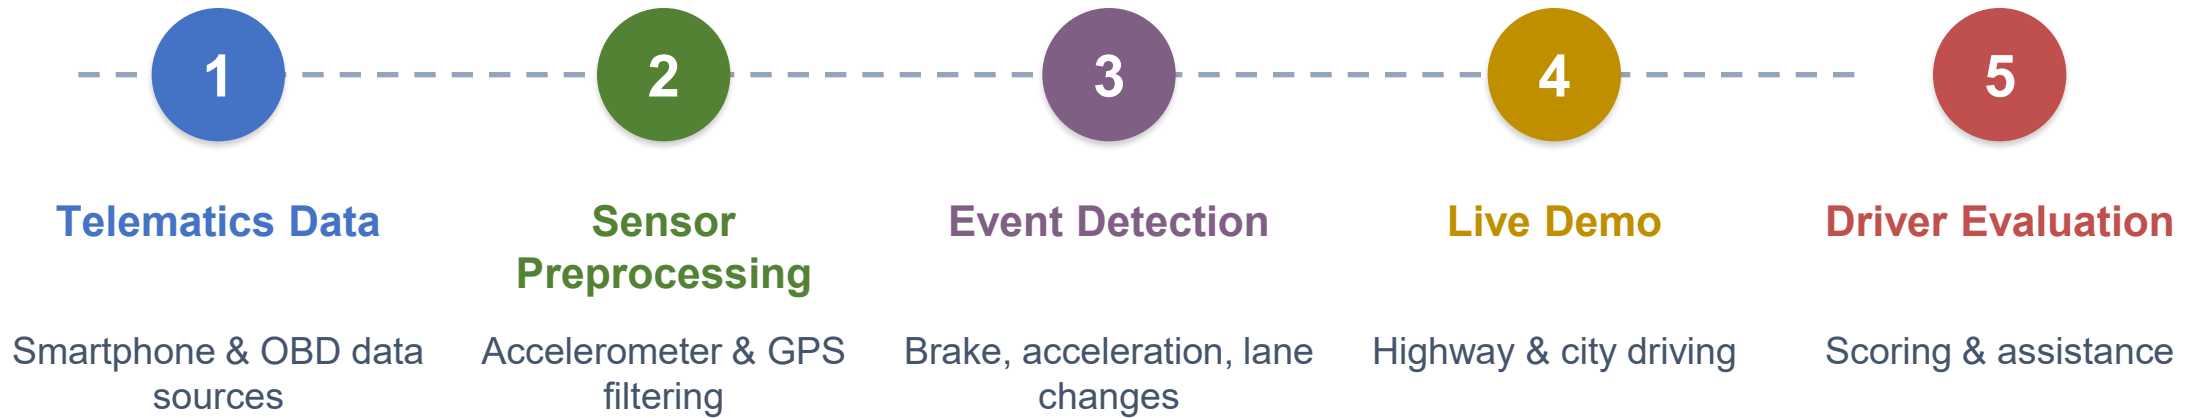 1
2
3
4
5
Telematics Data
Sensor
Preprocessing
Event Detection
Live Demo
Driver Evaluation
Smartphone & OBD data
sources
Accelerometer & GPS
filtering
Brake, acceleration, lane
changes
Highway & city driving
Scoring & assistance